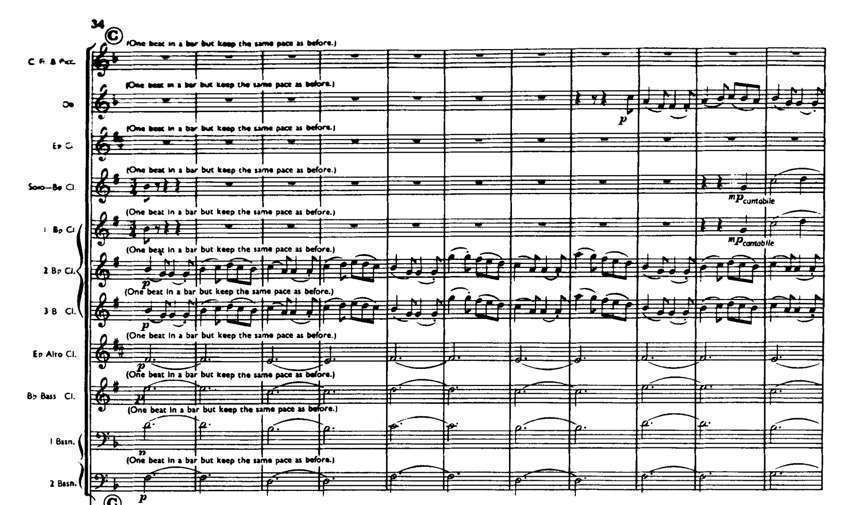 34
C
(One beat in a bar but keep the same pace as before.)
C Fl. & Picc.
(One beat in a bar but keep the same pace as before.)
Ob
p
(One beat in a bar but keep the same pace as before.)
E♭ C
(One beat in a bar but keep the same pace as before.)
Solo—B♭ Cl.
mp cantabile
(One beat in a bar but keep the same pace as before.)
1 B♭ Cl
mp cantabile
(One beat in a bar but keep the same pace as before.)
2 B♭ Cl.
p
(One beat in a bar but keep the same pace as before.)
3 B Cl.
p
(One beat in a bar but keep the same pace as before.)
E♭ Alto Cl.
p
(One beat in a bar but keep the same pace as before.)
B♭ Bass Cl.
p
(One beat in a bar but keep the same pace as before.)
1 Bssn.
p
(One beat in a bar but keep the same pace as before.)
2 Bssn.
p
C